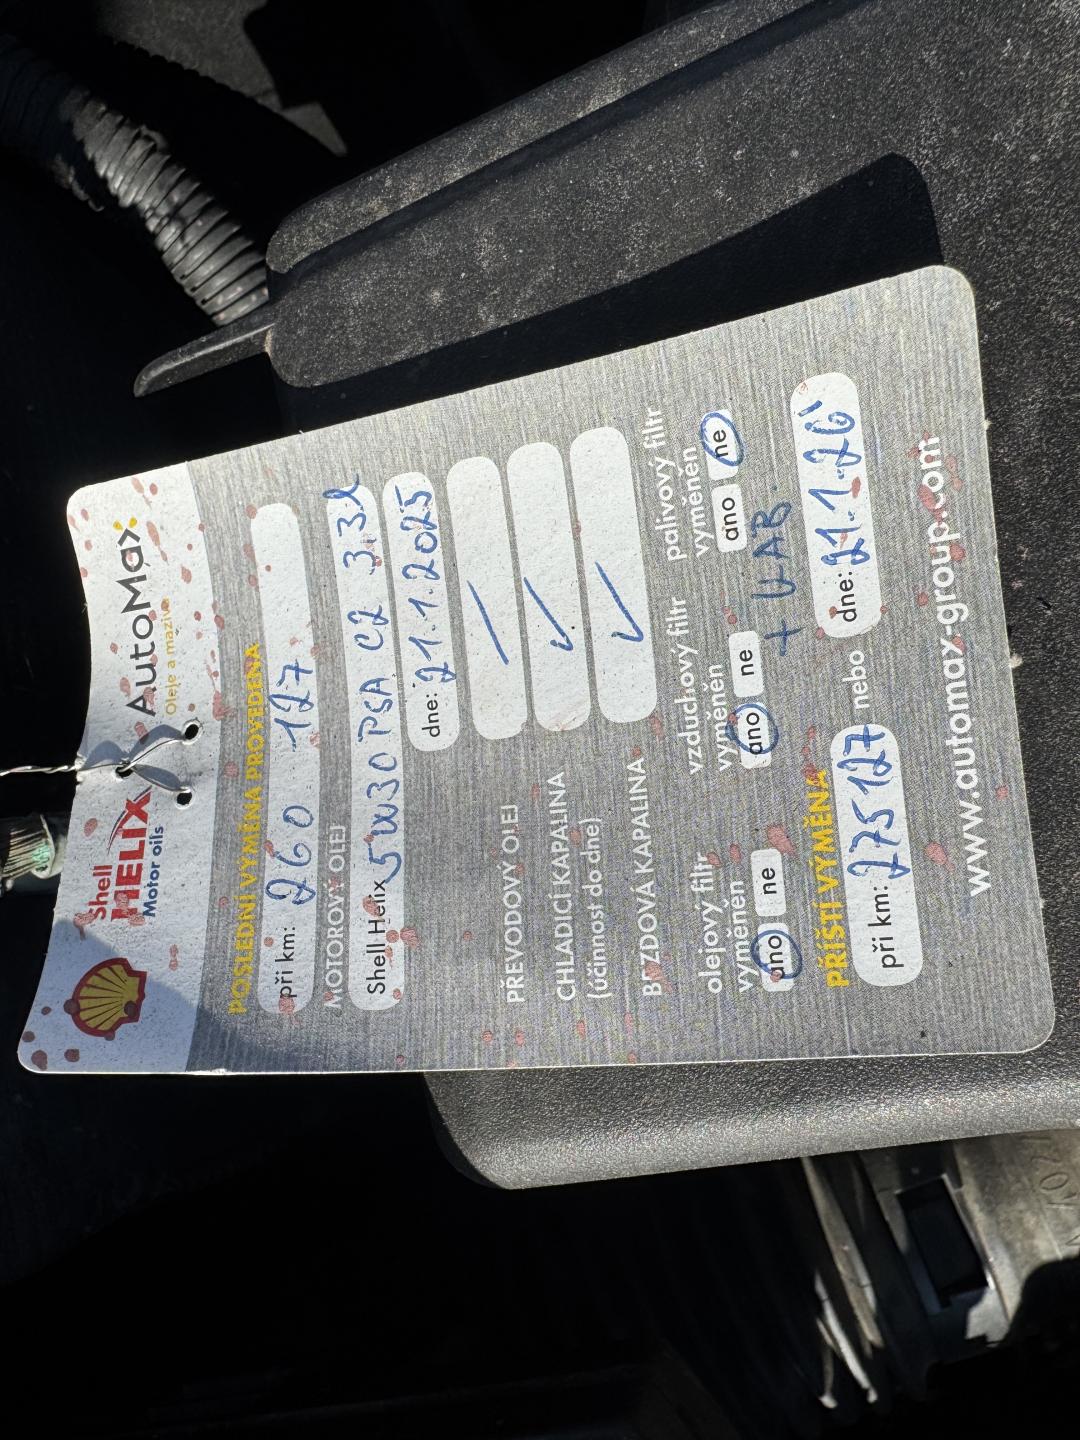 Shell
HELIX
Motor oils
AutoMax
Oleje a maziva
POSLEDNÍ VÝMĚNA PROVEDENA
při km: 260 127
MOTOROVÝ OLEJ
Shell Helix 5W30 PSA C2 3.3l
dne: 21.1.2025
PŘEVODOVÝ OLEJ
CHLADICÍ KAPALINA
(účinnost do dne)
BRZDOVÁ KAPALINA
olejový filtr vyměněn
ano ne
vzduchový filtr vyměněn
ano ne
palivový filtr vyměněn
ano ne
+ KAB.
PŘÍŠTÍ VÝMĚNA
při km: 275 127 nebo dne: 21.1.26
www.automax-group.com